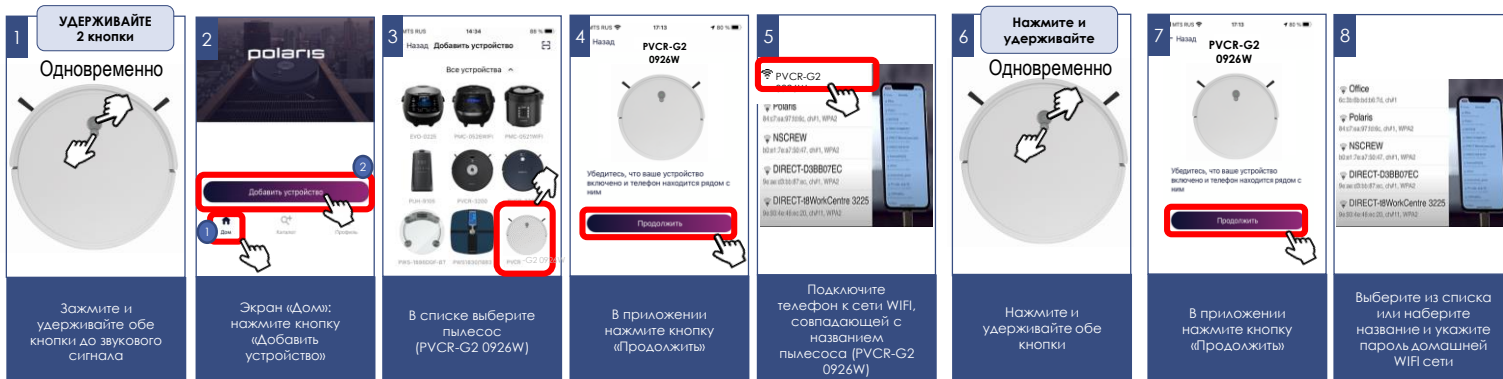 1
УДЕРЖИВАЙТЕ
2 кнопки
Одновременно
Зажмите и
удерживайте обе
кнопки до звукового
сигнала
2
polaris
Добавить устройство
2
1
Дом
Каталог
Профиль
Экран «Дом»:
нажмите кнопку
«Добавить
устройство»
3
MTS RUS 14:34 88 %
Назад Добавить устройство
Все устройства
EVO-0225 PMC-0526WIFI PMC-0521WIFI
PUH-9105 PVCR-3200
PVCR -G2 0926W
В списке выберите
пылесос
(PVCR-G2 0926W)
4
MTS RUS 17:13 80 %
Назад
PVCR-G2
0926W
Убедитесь, что ваше устройство
включено и телефон находится рядом с
ним
Продолжить
В приложении
нажмите кнопку
«Продолжить»
5
PVCR-G2
Polaris
NSCREW
DIRECT-D3BB07EC
DIRECT-t8WorkCentre 3225
Подключите
телефон к сети WIFI,
совпадающей с
названием
пылесоса (PVCR-G2
0926W)
6
Нажмите и
удерживайте
Одновременно
Нажмите и
удерживайте обе
кнопки
7
MTS RUS 17:13 80 %
Назад
PVCR-G2
0926W
Убедитесь, что ваше устройство
включено и телефон находится рядом с
ним
Продолжить
В приложении
нажмите кнопку
«Продолжить»
8
Office
Polaris
NSCREW
DIRECT-D3BB07EC
DIRECT-t8WorkCentre 3225
Выберите из списка
или наберите
название и укажите
пароль домашней
WIFI сети